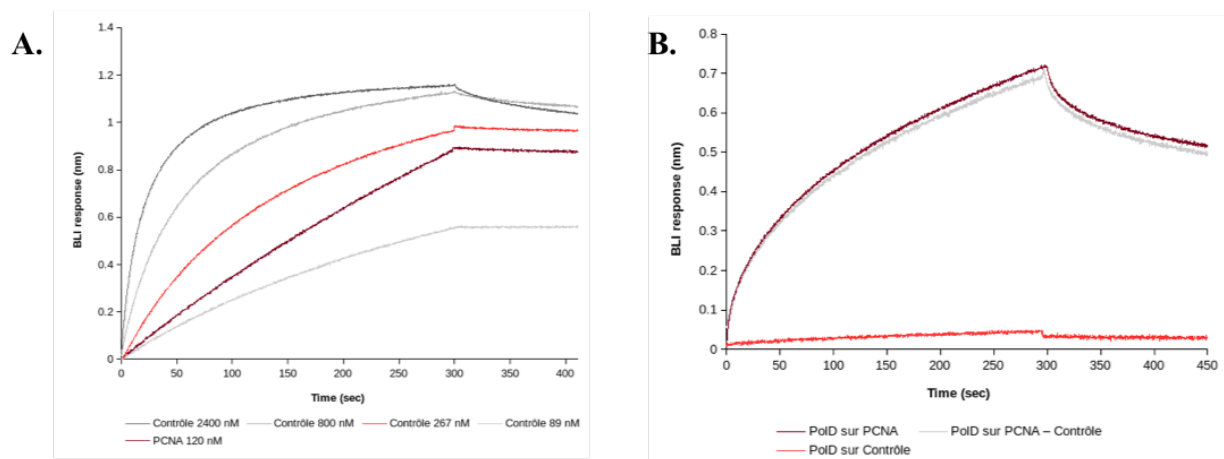 A.
BLI response (nm)
1.4
1.2
1
0.8
0.6
0.4
0.2
0
0 50 100 150 200 250 300 350 400
Time (sec)
Contrôle 2400 nM Contrôle 800 nM Contrôle 267 nM Contrôle 89 nM
PCNA 120 nM
B.
BLI response (nm)
0.8
0.7
0.6
0.5
0.4
0.3
0.2
0.1
0
0 50 100 150 200 250 300 350 400 450
Time (sec)
PolD sur PCNA PolD sur PCNA – Contrôle
PolD sur Contrôle